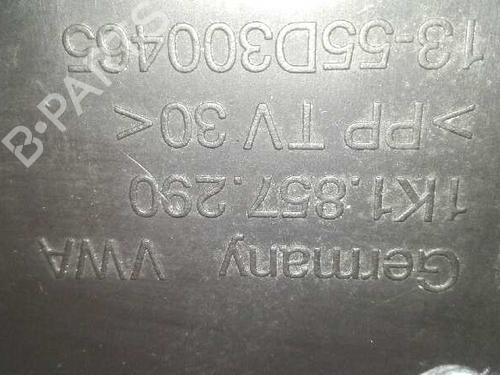 Germany VWA
1K1.857.290
>PP TV 30<
13-55D300465
B-PARTS